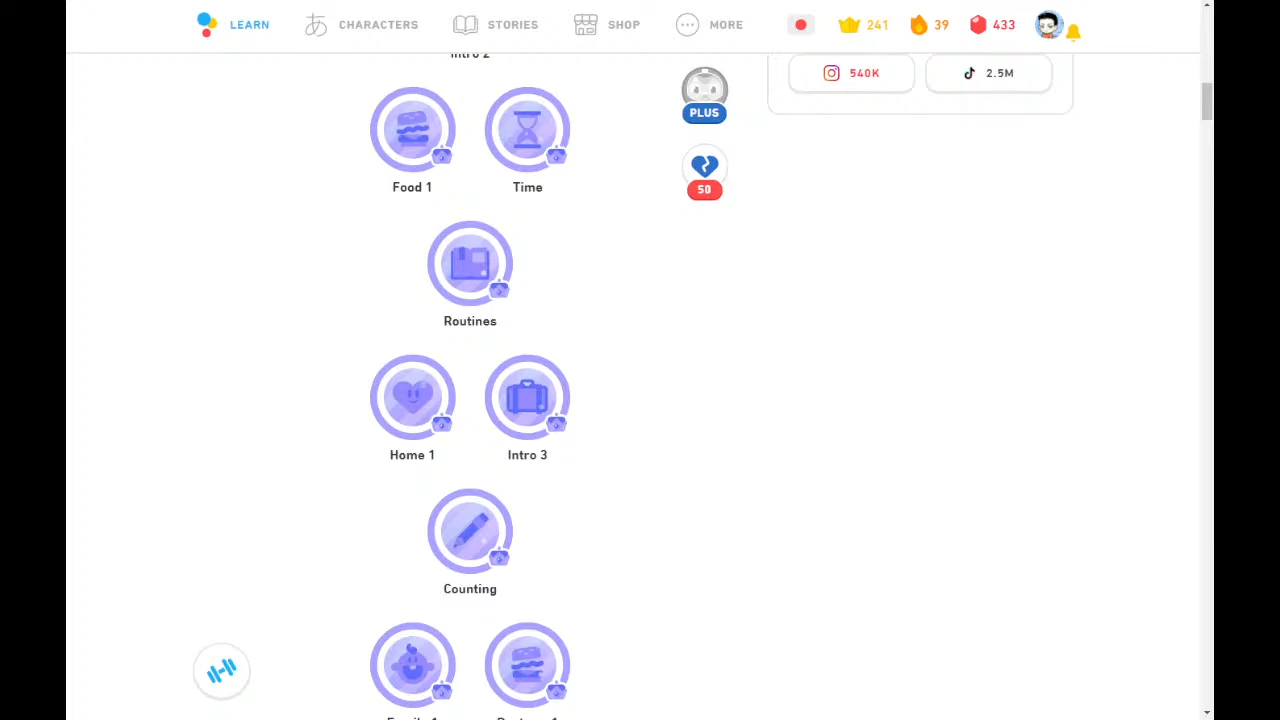 LEARN
あ CHARACTERS
STORIES
SHOP
MORE
241
39
433
540K
2.5M
PLUS
50
Food 1
Time
Routines
Home 1
Intro 3
Counting